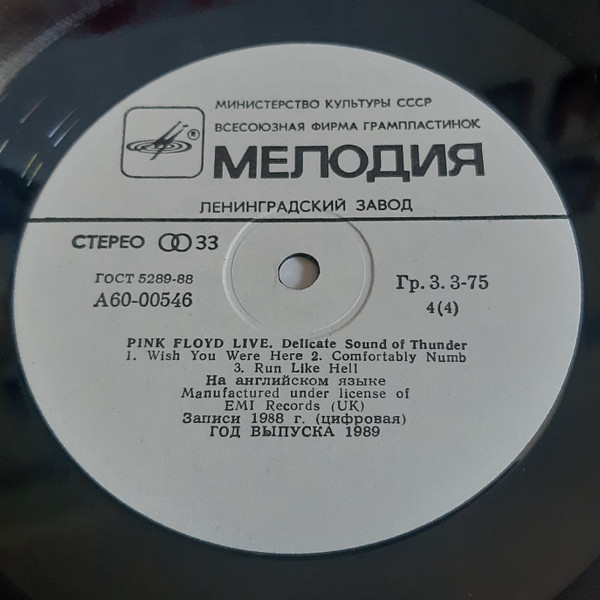 МИНИСТЕРСТВО КУЛЬТУРЫ СССР
ВСЕСОЮЗНАЯ ФИРМА ГРАМПЛАСТИНОК
®
МЕЛОДИЯ
ЛЕНИНГРАДСКИЙ ЗАВОД
СТЕРЕО 33
ГОСТ 5289-88
А60-00546
Гр. 3. 3-75
4(4)
PINK FLOYD LIVE. Delicate Sound of Thunder
1. Wish You Were Here 2. Comfortably Numb
3. Run Like Hell
На английском языке
Manufactured under license of
EMI Records (UK)
Записи 1988 г. (цифровая)
ГОД ВЫПУСКА 1989